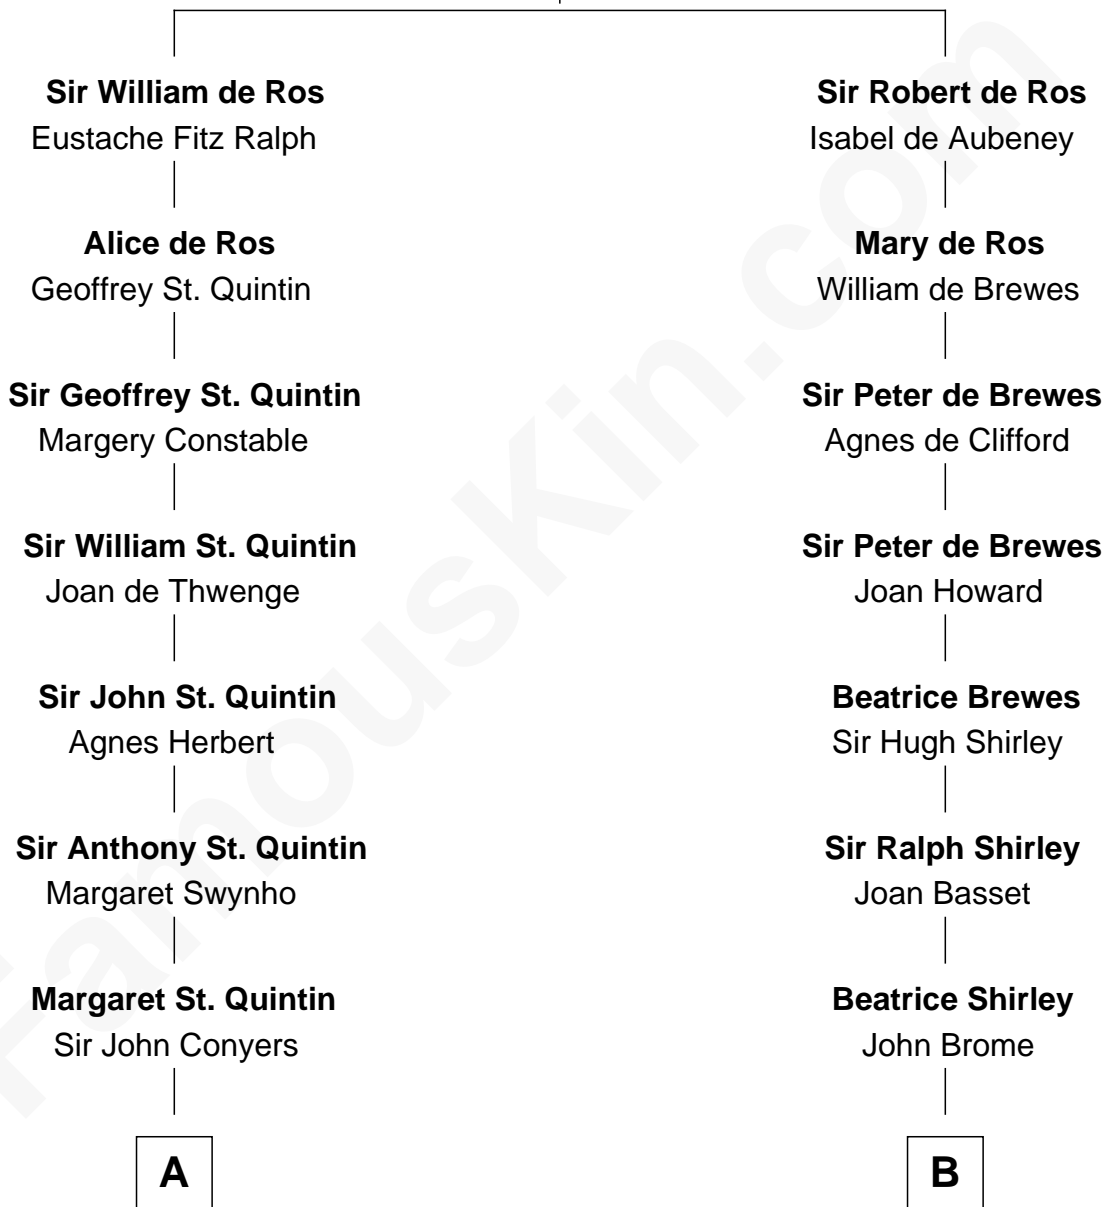 Sir William de Ros
Eustache Fitz Ralph
Alice de Ros
Geoffrey St. Quintin
Sir Geoffrey St. Quintin
Margery Constable
Sir William St. Quintin
Joan de Thwenge
Sir John St. Quintin
Agnes Herbert
Sir Anthony St. Quintin
Margaret Swynho
Margaret St. Quintin
Sir John Conyers
A
Sir Robert de Ros
Isabel de Aubeney
Mary de Ros
William de Brewes
Sir Peter de Brewes
Agnes de Clifford
Sir Peter de Brewes
Joan Howard
Beatrice Brewes
Sir Hugh Shirley
Sir Ralph Shirley
Joan Basset
Beatrice Shirley
John Brome
B
FamousKin.com